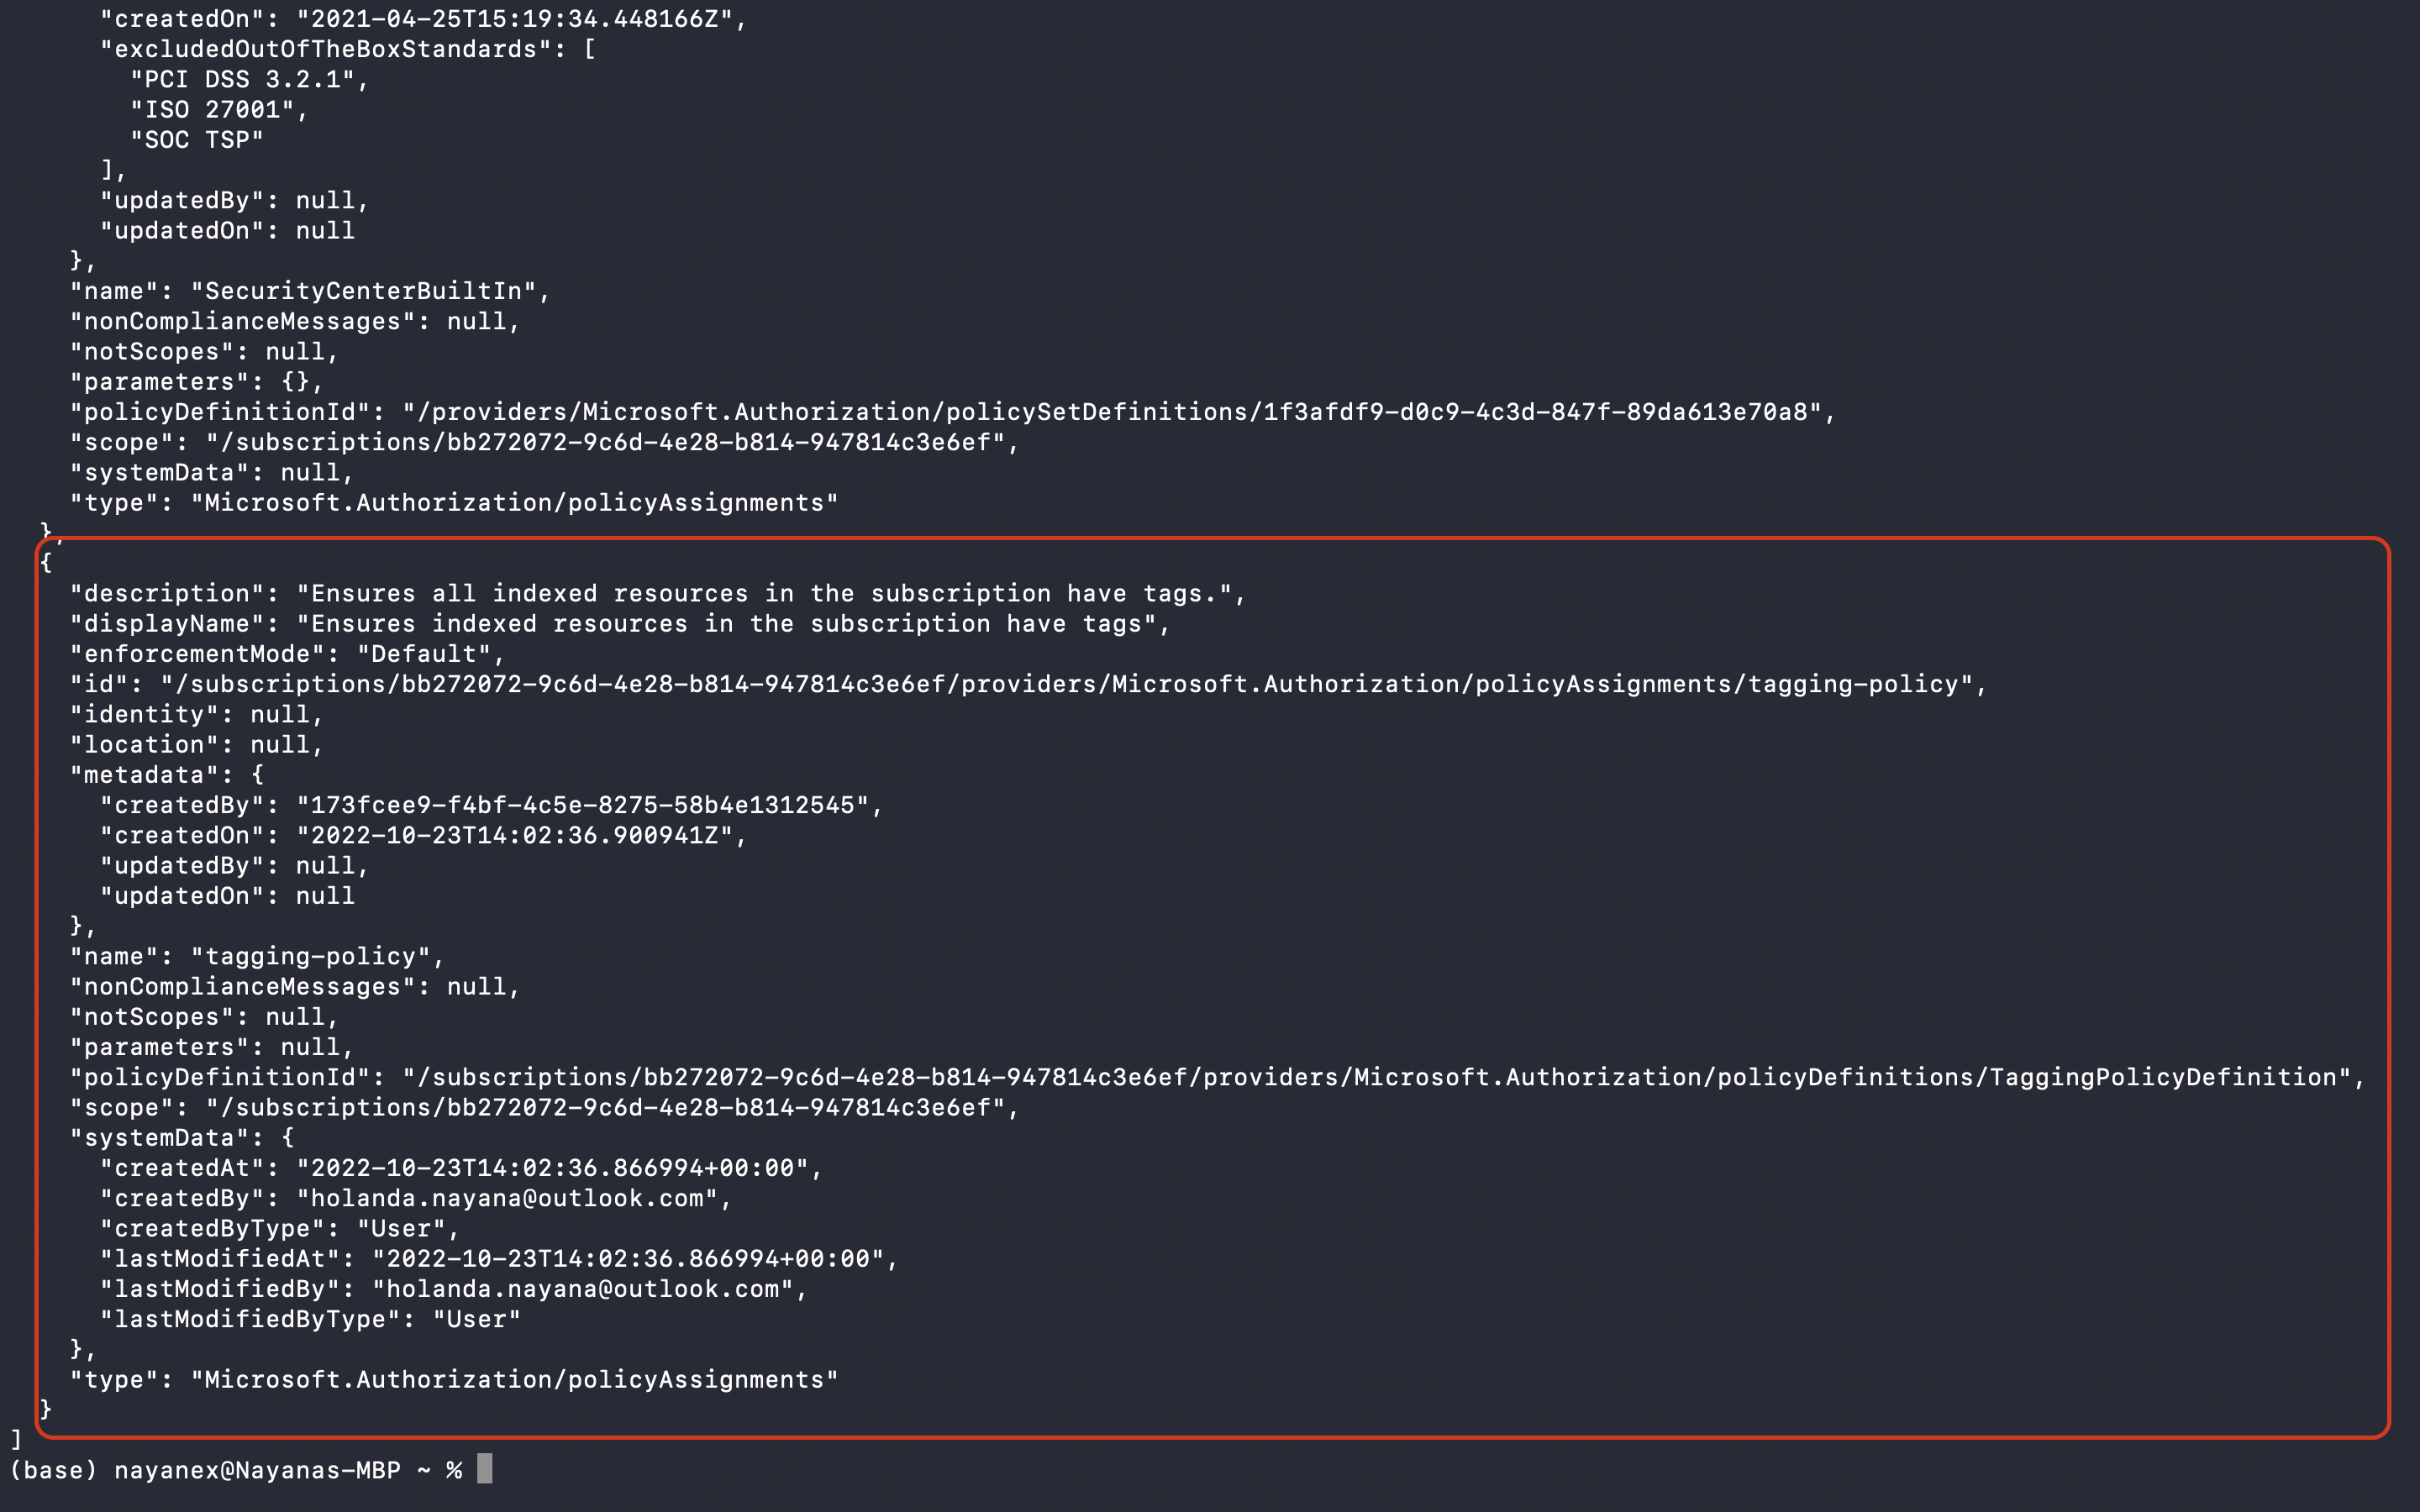 "createdOn": "2021-04-25T15:19:34.448166Z",
      "excludedOutOfTheBoxStandards": [
        "PCI DSS 3.2.1",
        "ISO 27001",
        "SOC TSP"
      ],
      "updatedBy": null,
      "updatedOn": null
    },
    "name": "SecurityCenterBuiltIn",
    "nonComplianceMessages": null,
    "notScopes": null,
    "parameters": {},
    "policyDefinitionId": "/providers/Microsoft.Authorization/policySetDefinitions/1f3afdf9-d0c9-4c3d-847f-89da613e70a8",
    "scope": "/subscriptions/bb272072-9c6d-4e28-b814-947814c3e6ef",
    "systemData": null,
    "type": "Microsoft.Authorization/policyAssignments"
  },
  {
    "description": "Ensures all indexed resources in the subscription have tags.",
    "displayName": "Ensures indexed resources in the subscription have tags",
    "enforcementMode": "Default",
    "id": "/subscriptions/bb272072-9c6d-4e28-b814-947814c3e6ef/providers/Microsoft.Authorization/policyAssignments/tagging-policy",
    "identity": null,
    "location": null,
    "metadata": {
      "createdBy": "173fcee9-f4bf-4c5e-8275-58b4e1312545",
      "createdOn": "2022-10-23T14:02:36.900941Z",
      "updatedBy": null,
      "updatedOn": null
    },
    "name": "tagging-policy",
    "nonComplianceMessages": null,
    "notScopes": null,
    "parameters": null,
    "policyDefinitionId": "/subscriptions/bb272072-9c6d-4e28-b814-947814c3e6ef/providers/Microsoft.Authorization/policyDefinitions/TaggingPolicyDefinition",
    "scope": "/subscriptions/bb272072-9c6d-4e28-b814-947814c3e6ef",
    "systemData": {
      "createdAt": "2022-10-23T14:02:36.866994+00:00",
      "createdBy": "holanda.nayana@outlook.com",
      "createdByType": "User",
      "lastModifiedAt": "2022-10-23T14:02:36.866994+00:00",
      "lastModifiedBy": "holanda.nayana@outlook.com",
      "lastModifiedByType": "User"
    },
    "type": "Microsoft.Authorization/policyAssignments"
  }
]
(base) nayanex@Nayanas-MBP ~ %